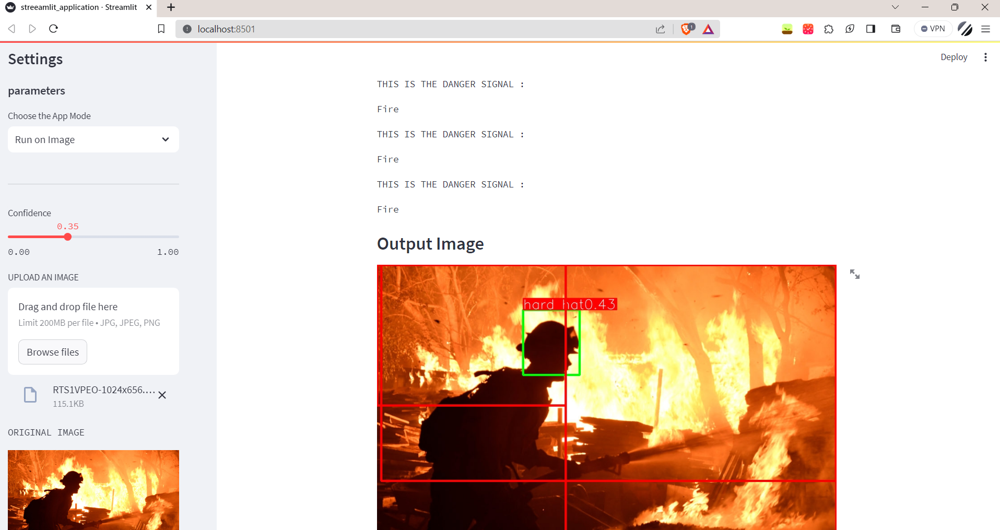 streeamlit_application · Streamlit
localhost:8501
1
VPN
Settings
parameters
Choose the App Mode
Run on Image
Confidence
0.35
0.00 1.00
UPLOAD AN IMAGE
Drag and drop file here
Limit 200MB per file • JPG, JPEG, PNG
Browse files
RTS1VPEO-1024x656....
115.1KB
ORIGINAL IMAGE
Deploy
THIS IS THE DANGER SIGNAL :
Fire
THIS IS THE DANGER SIGNAL :
Fire
THIS IS THE DANGER SIGNAL :
Fire
Output Image
hard hat0.43